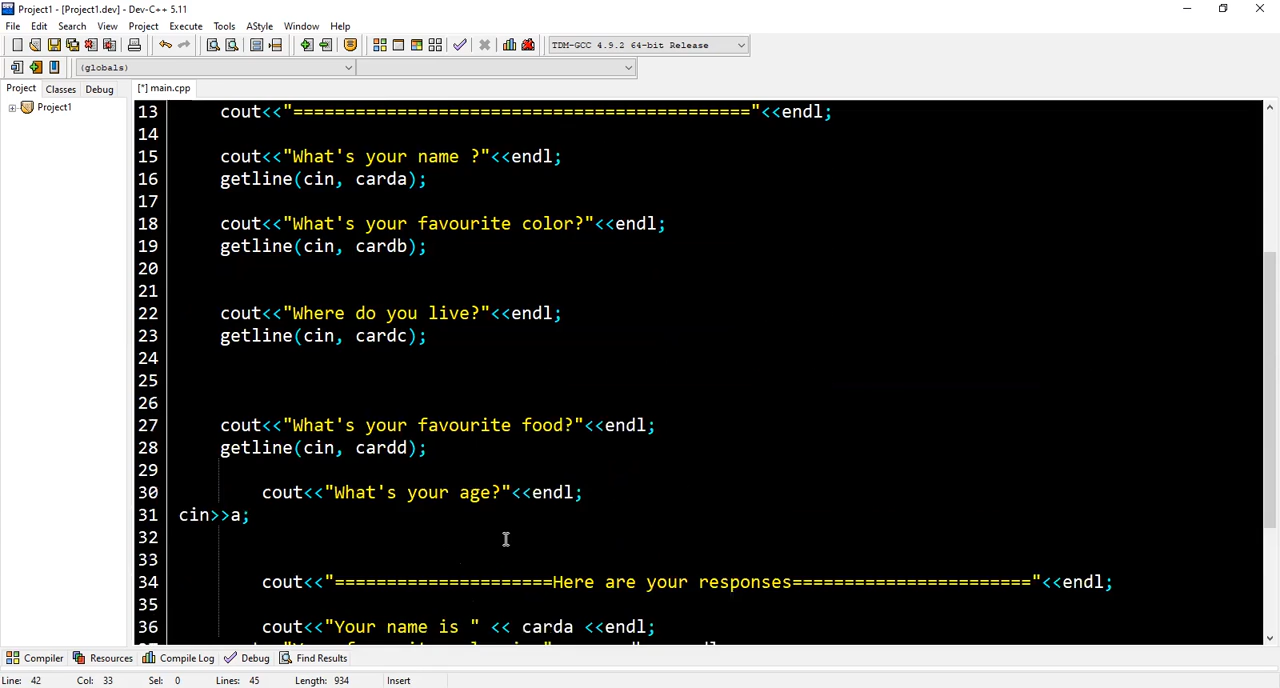 Project1 - [Project1.dev] - Dev-C++ 5.11
File Edit Search View Project Execute Tools AStyle Window Help
TDM-GCC 4.9.2 64-bit Release
(globals)
Project Classes Debug [*] main.cpp
Project1
13 cout<<"============================================"<<endl;
14
15 cout<<"What's your name ?"<<endl;
16 getline(cin, carda);
17
18 cout<<"What's your favourite color?"<<endl;
19 getline(cin, cardb);
20
21
22 cout<<"Where do you live?"<<endl;
23 getline(cin, cardc);
24
25
26
27 cout<<"What's your favourite food?"<<endl;
28 getline(cin, cardd);
29
30 cout<<"What's your age?"<<endl;
31 cin>>a;
32
33
34 cout<<"=====================Here are your responses======================="<<endl;
35
36 cout<<"Your name is " << carda <<endl;
Compiler Resources Compile Log Debug Find Results
Line: 42 Col: 33 Sel: 0 Lines: 45 Length: 934 Insert